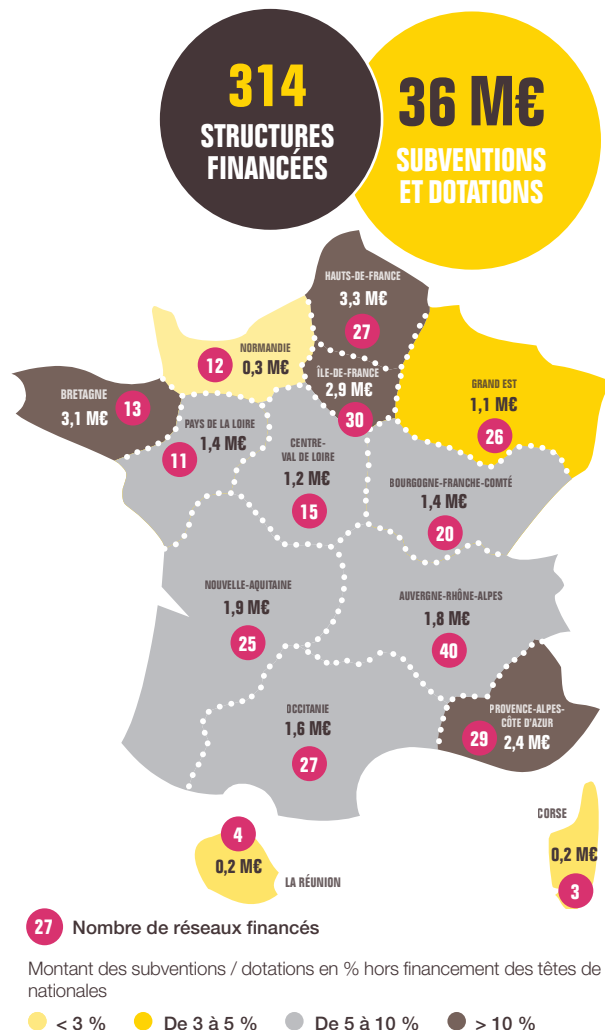 314
STRUCTURES
FINANCÉES
36 M€
SUBVENTIONS
ET DOTATIONS
HAUTS-DE-FRANCE
3,3 M€
27
NORMANDIE
12
0,3 M€
ÎLE-DE-FRANCE
2,9 M€
30
BRETAGNE
13
3,1 M€
PAYS DE LA LOIRE
1,4 M€
11
CENTRE-
VAL DE LOIRE
1,2 M€
15
GRAND EST
1,1 M€
26
BOURGOGNE-FRANCHE-COMTÉ
1,4 M€
20
NOUVELLE-AQUITAINE
1,9 M€
25
AUVERGNE-RHÔNE-ALPES
1,8 M€
40
OCCITANIE
1,6 M€
27
PROVENCE-ALPES-
CÔTE D'AZUR
29
2,4 M€
4
0,2 M€
LA RÉUNION
CORSE
0,2 M€
3
27 Nombre de réseaux financés
Montant des subventions / dotations en % hors financement des têtes de
nationales
< 3 % De 3 à 5 % De 5 à 10 % > 10 %